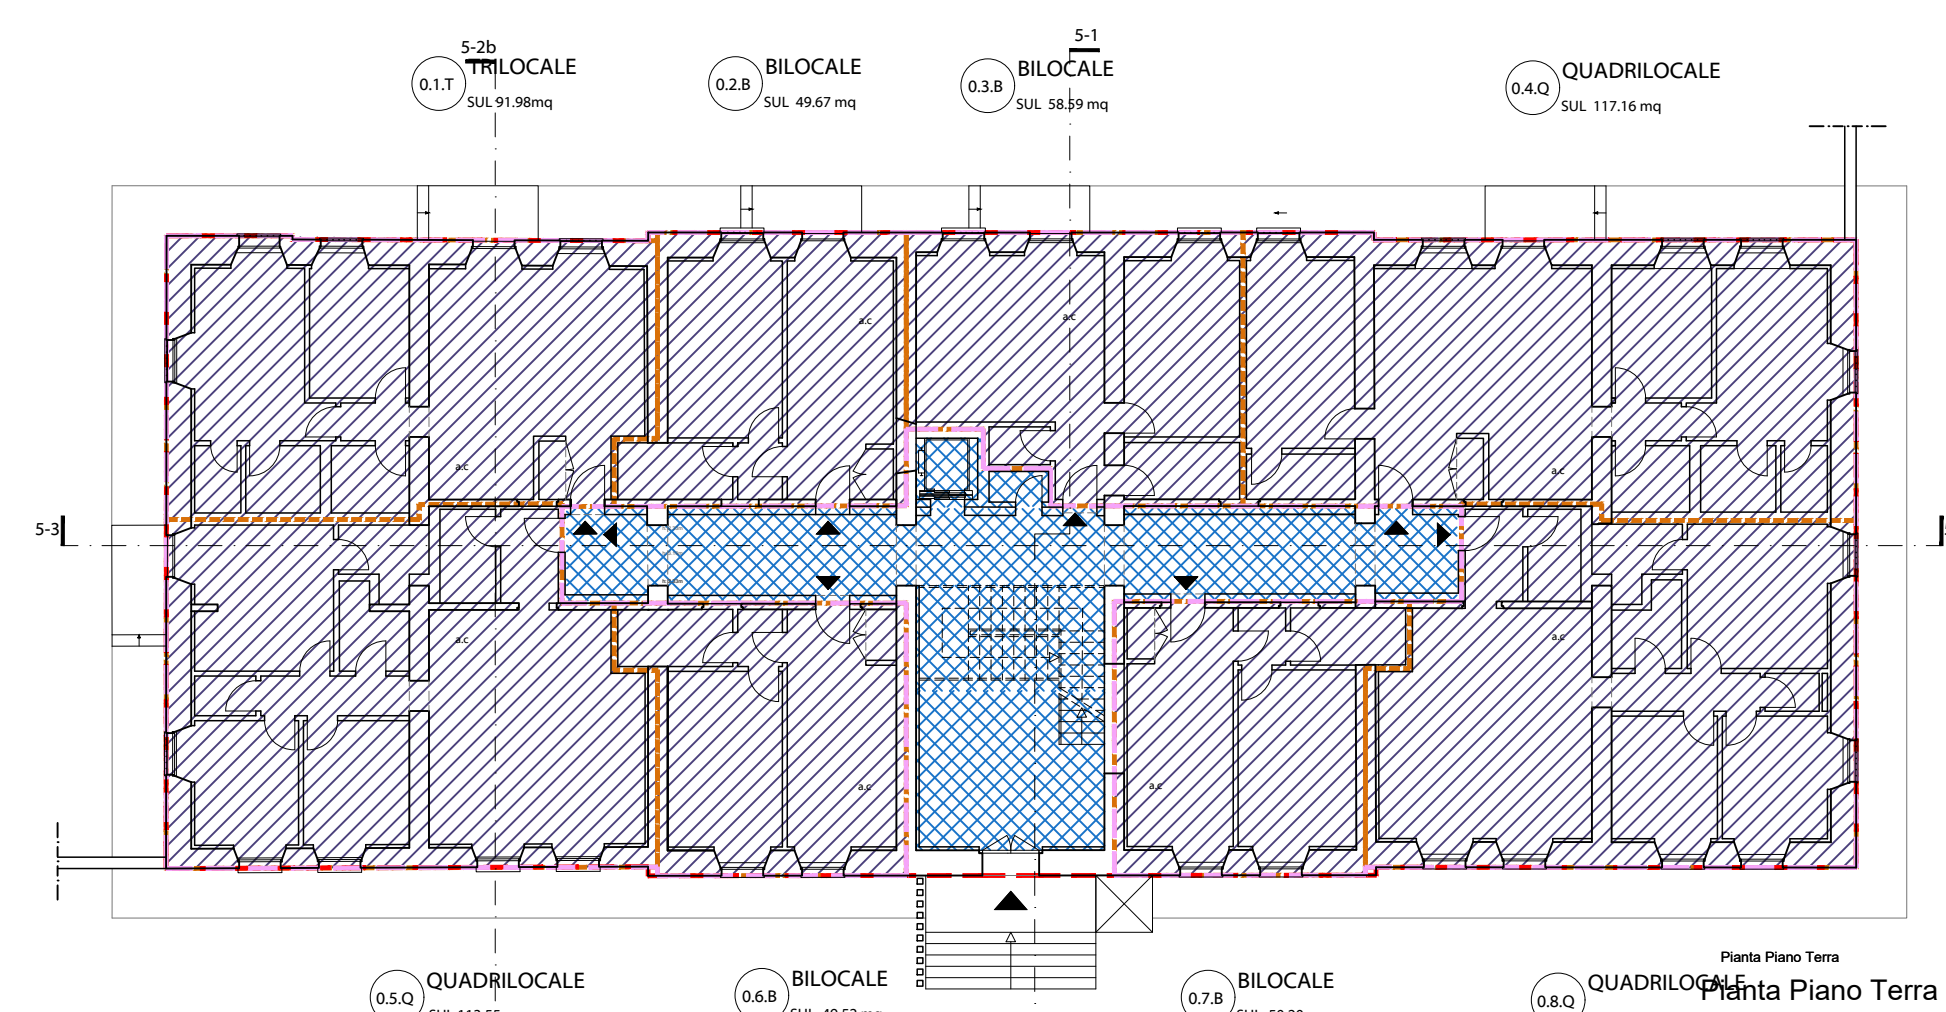 5-2b
5-1
TRILOCALE
0.1.T
SUL 91.98mq
BILOCALE
0.2.B
SUL 49.67 mq
BILOCALE
0.3.B
SUL 58.59 mq
QUADRILOCALE
0.4.Q
SUL 117.16 mq
a.c
a.c
a.c
a.c
5-3
a.c
a.c
a.c
a.c
Pianta Piano Terra
QUADRILOCALE
0.5.Q
BILOCALE
0.6.B
BILOCALE
0.7.B
QUADRILOCALE
0.8.Q
Pianta Piano Terra